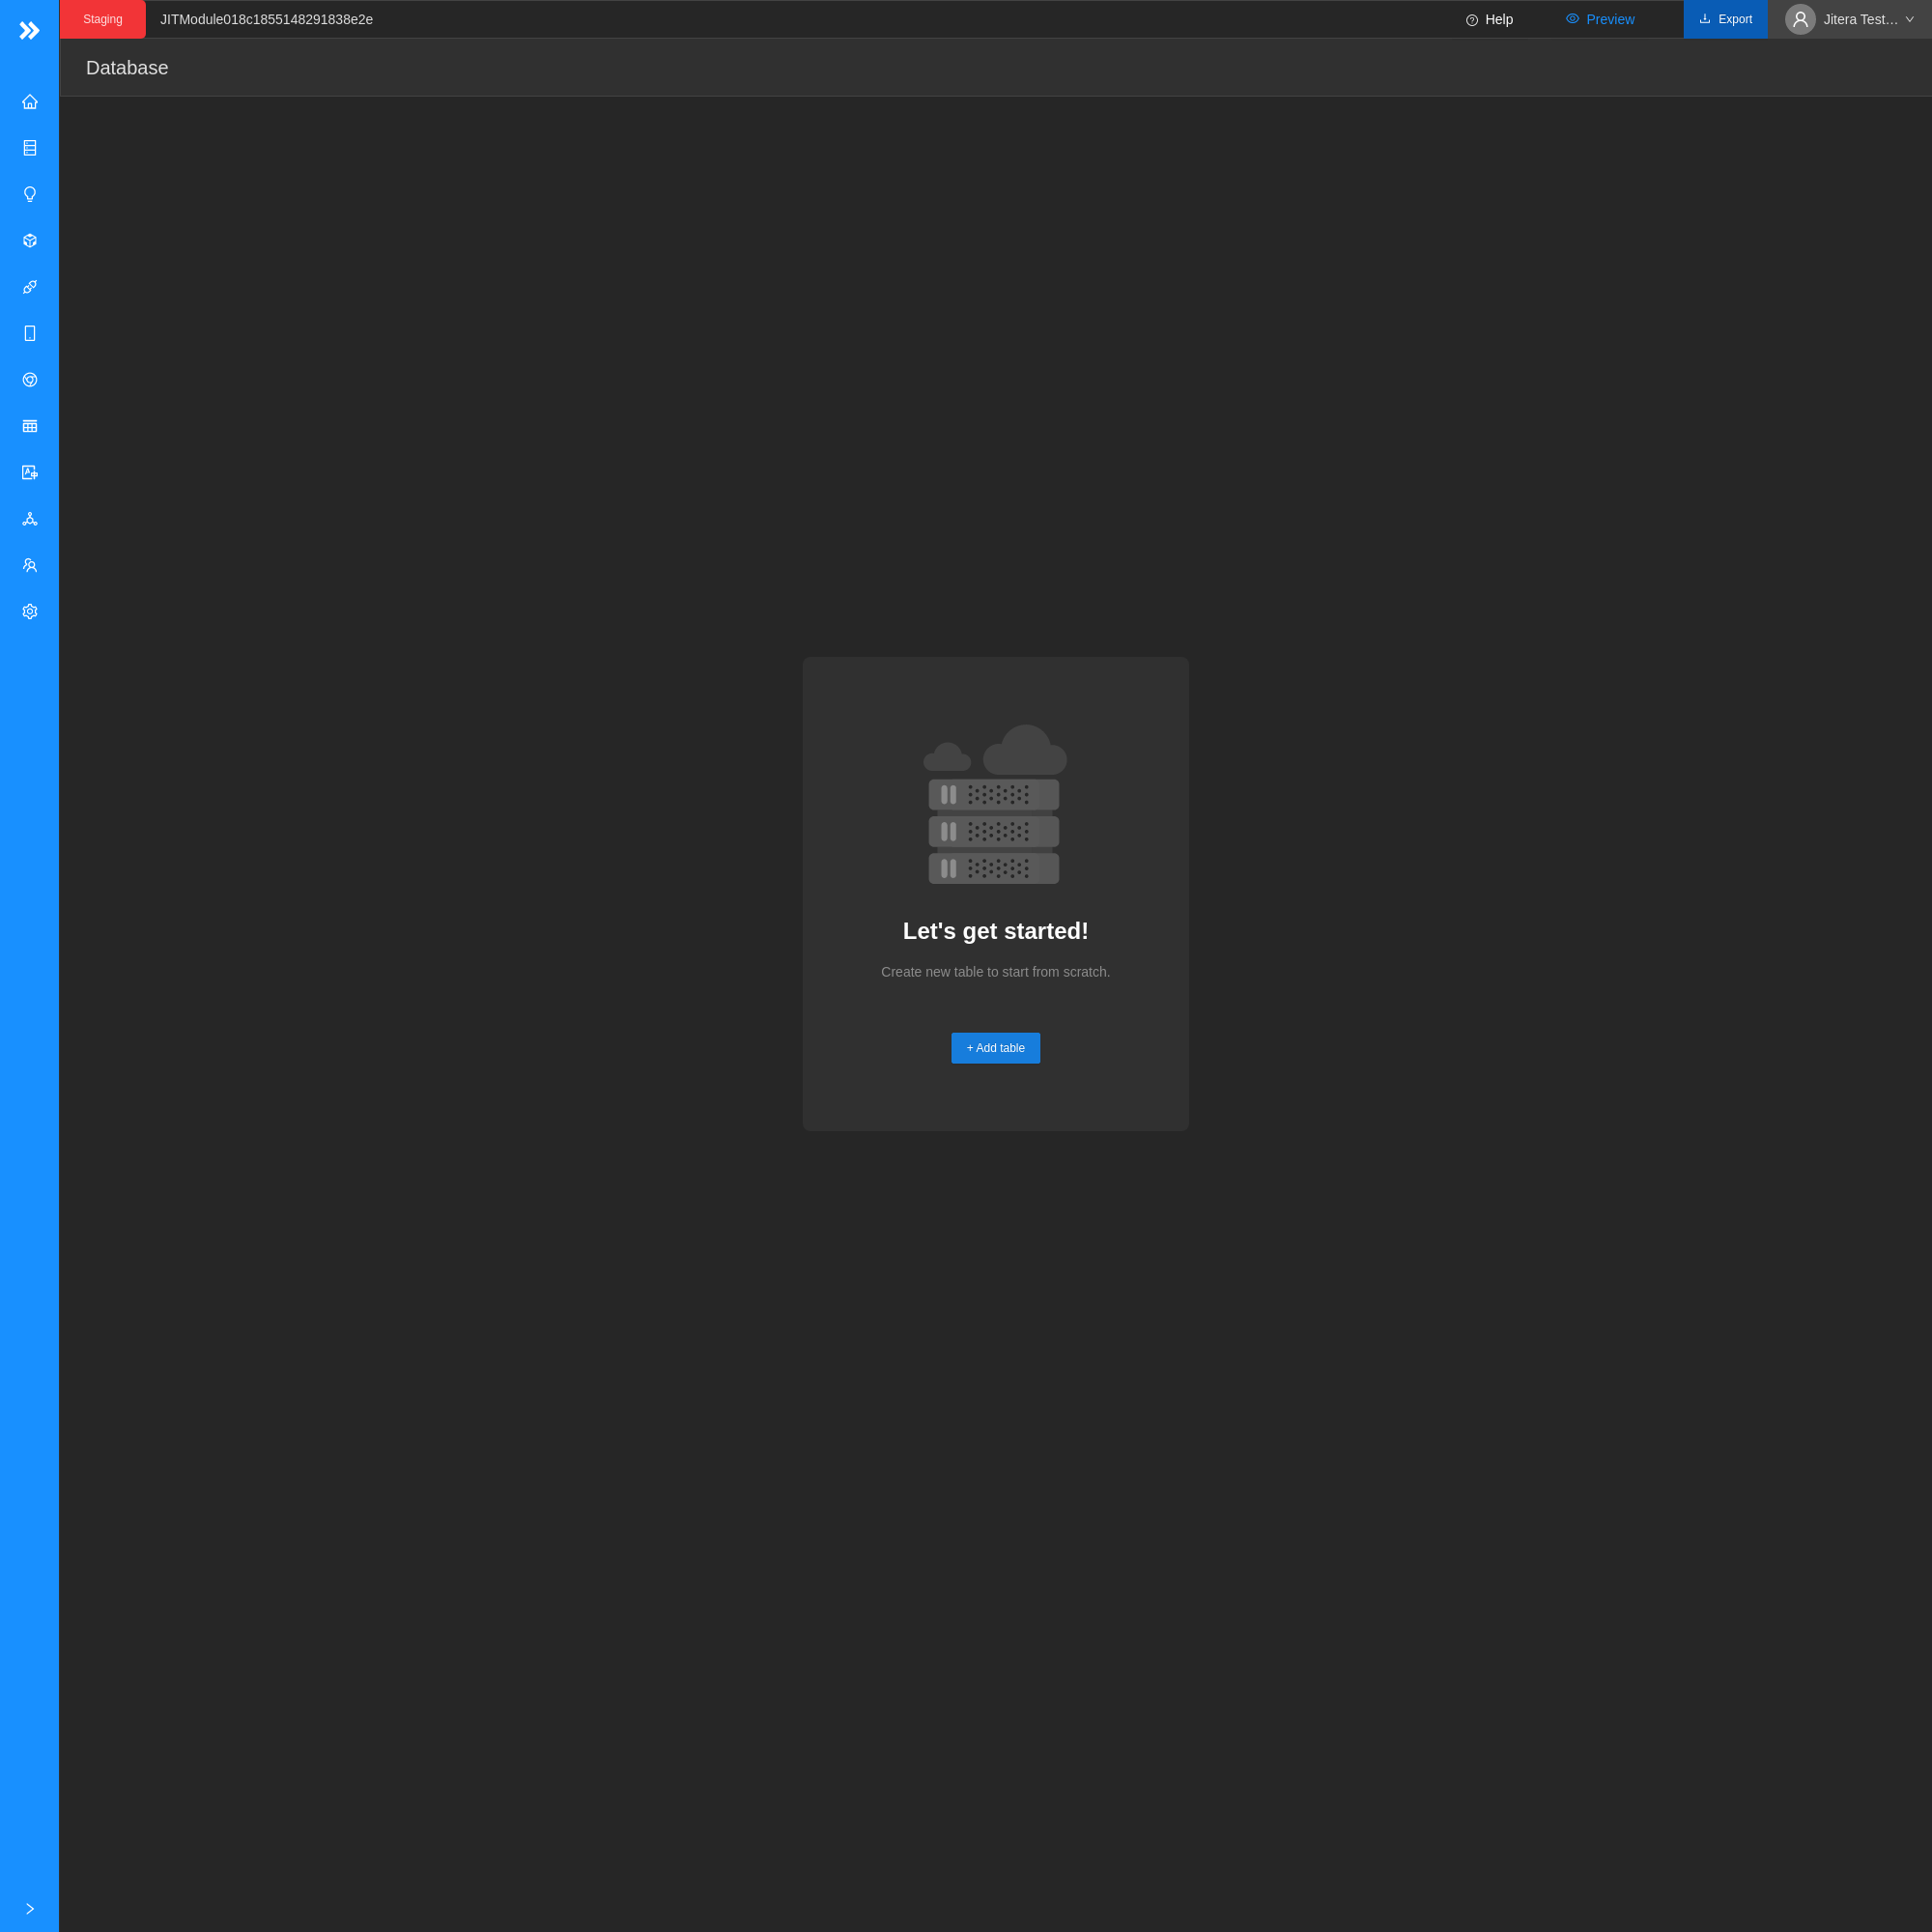 Staging
JITModule018c1855148291838e2e
Help
Preview
Export
Jitera Test…
Database
Let's get started!
Create new table to start from scratch.
+ Add table